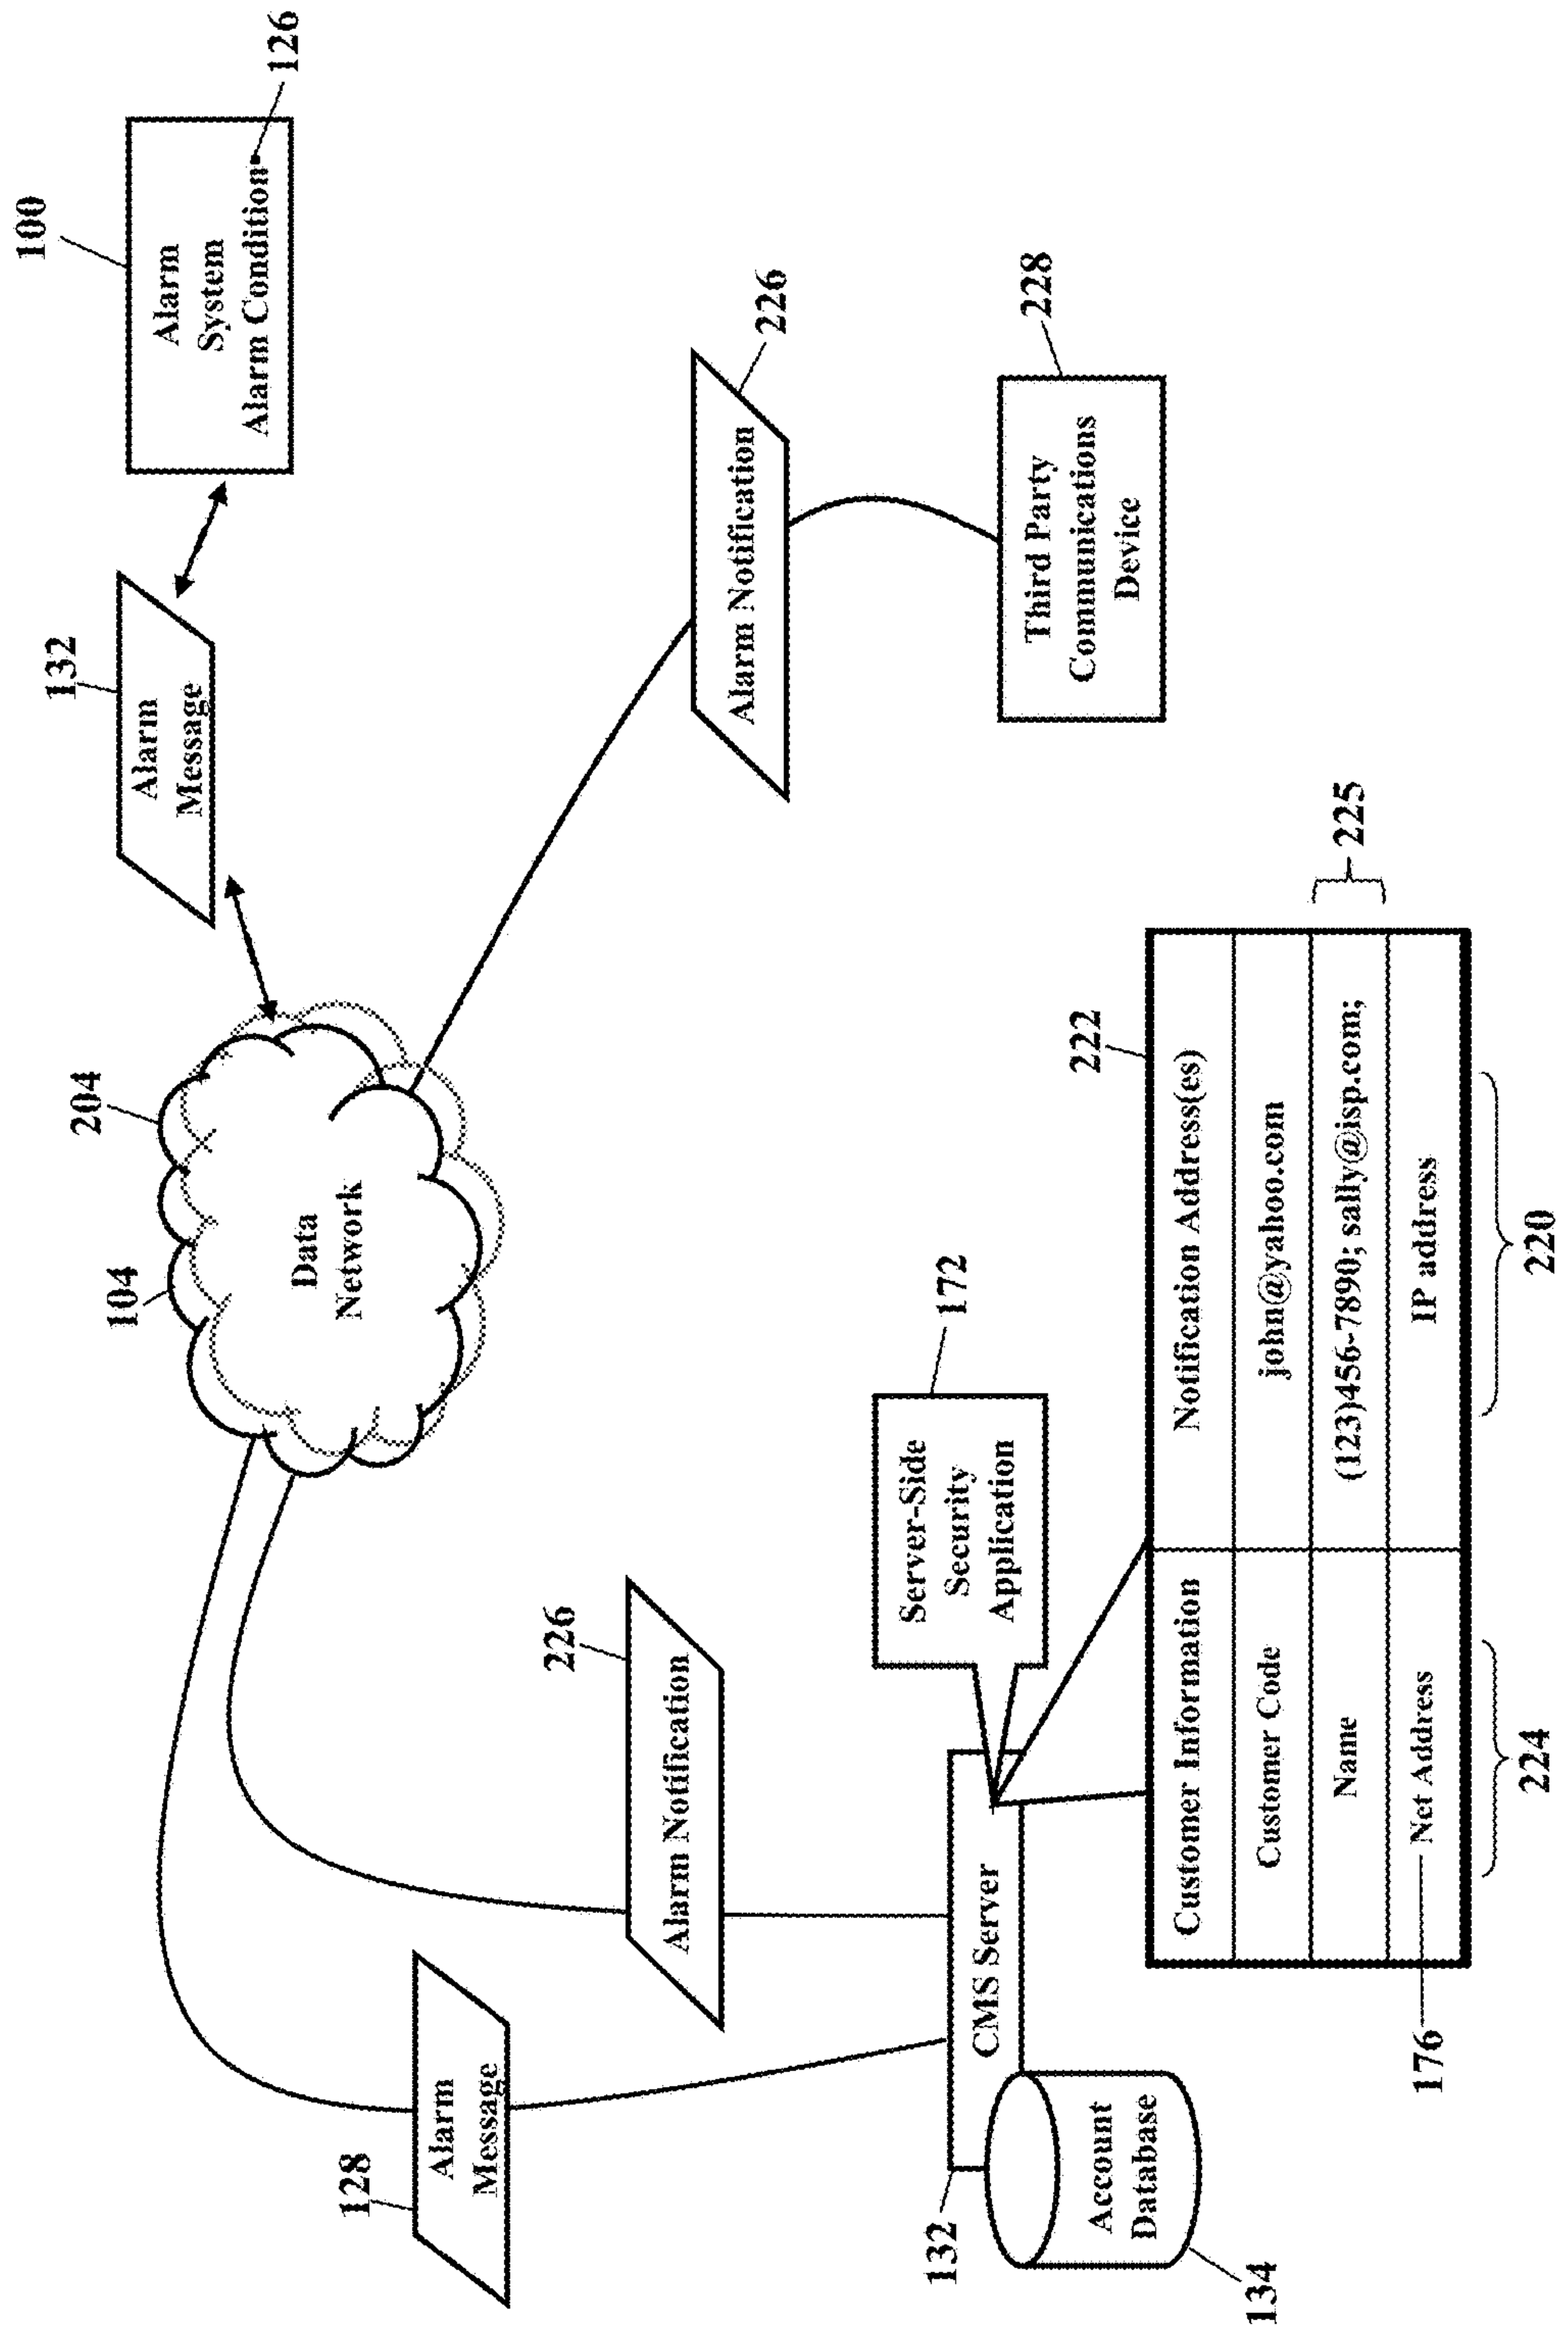 100
Alarm
System
Alarm Condition
126
132
Alarm
Message
204
104
Data
Network
226
Alarm Notification
228
Third Party
Communications
Device
128
Alarm
Message
226
Alarm Notification
172
Server-Side
Security
Application
132
CMS Server
Account
Database
134
222
Customer Information
Notification Address(es)
Customer Code
john@yahoo.com
Name
(123)456-7890; sally@isp.com;
225
Net Address
IP address
176
224
220